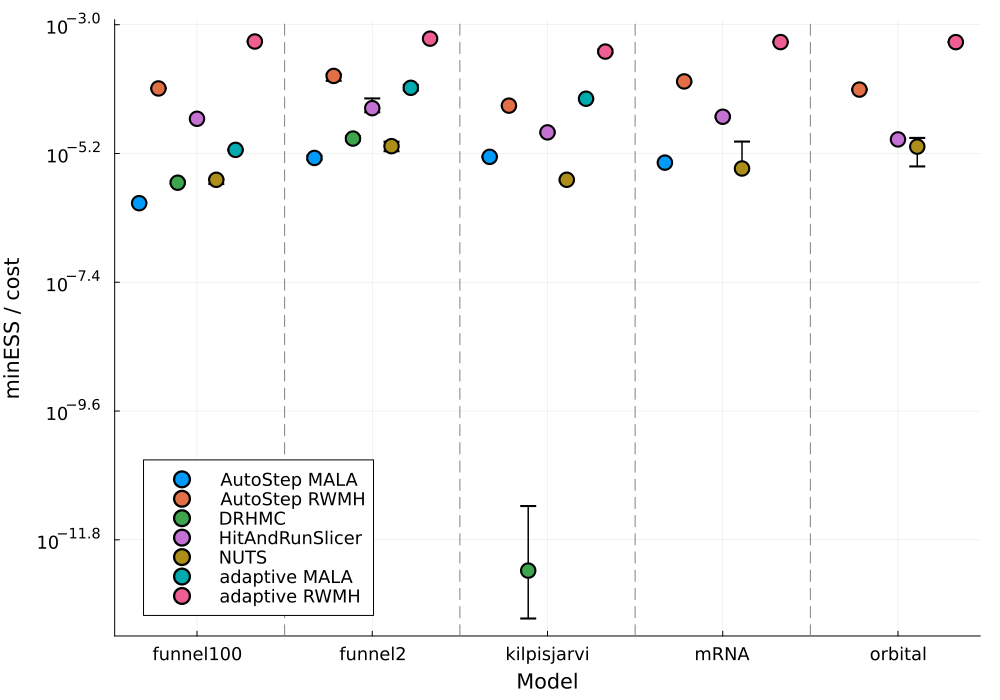 minESS / cost
10^−3.0
10^−5.2
10^−7.4
10^−9.6
10^−11.8
AutoStep MALA
AutoStep RWMH
DRHMC
HitAndRunSlicer
NUTS
adaptive MALA
adaptive RWMH
funnel100 funnel2 kilpisjarvi mRNA orbital
Model